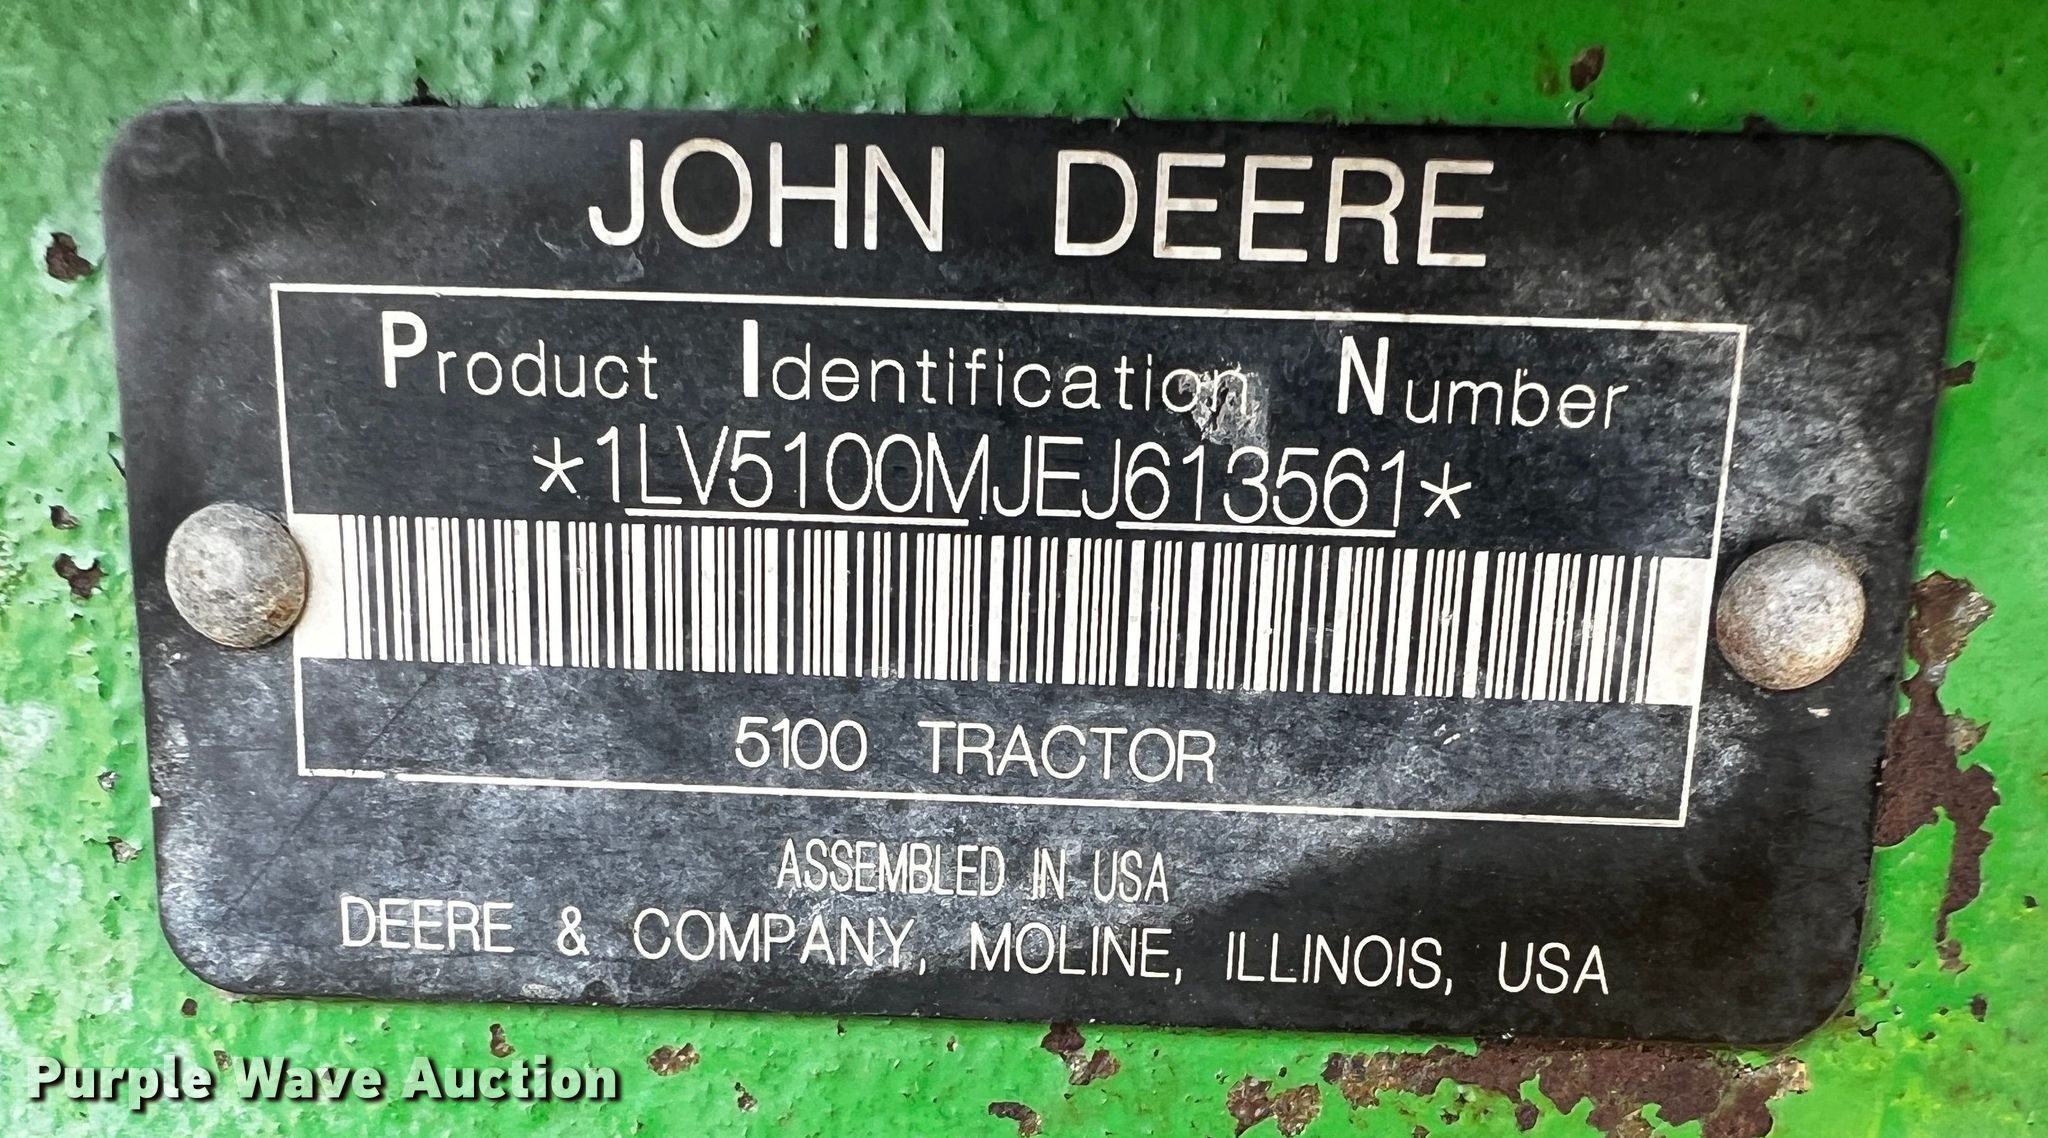 JOHN DEERE
Product Identification Number
*1LV5100MJEJ613561*
5100 TRACTOR
ASSEMBLED IN USA
DEERE & COMPANY, MOLINE, ILLINOIS, USA
Purple Wave Auction